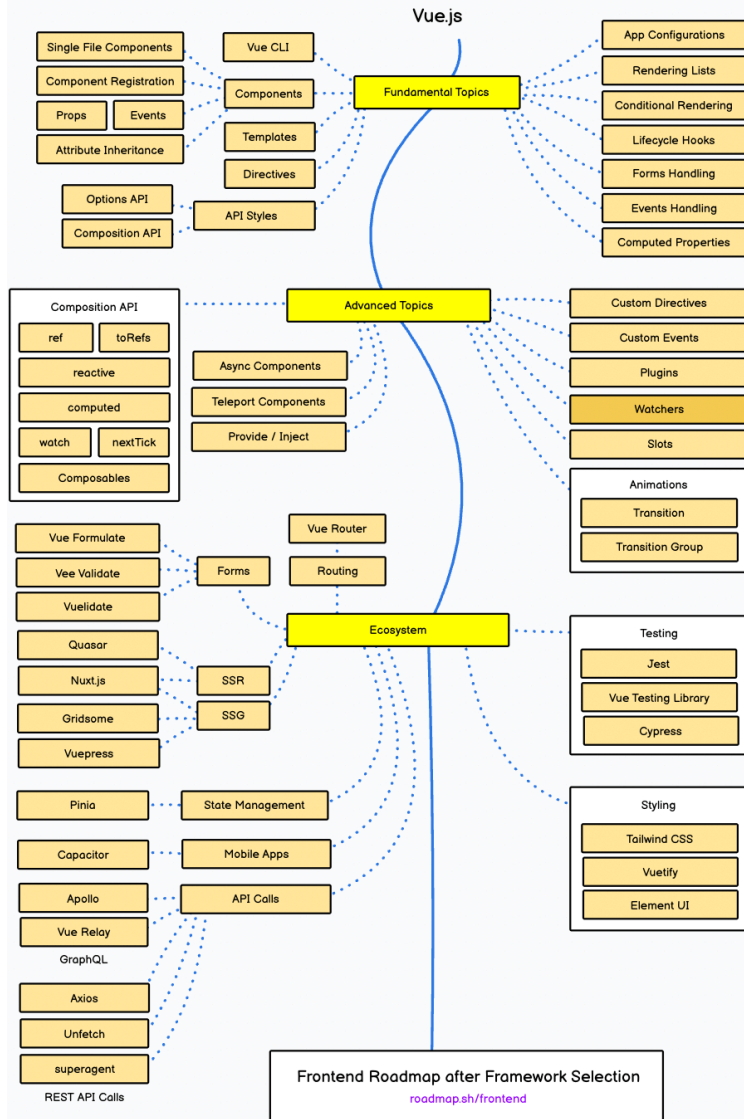 Vue.js
Single File Components
Component Registration
Props
Events
Attribute Inheritance
Vue CLI
Components
Templates
Directives
Options API
Composition API
API Styles
Fundamental Topics
App Configurations
Rendering Lists
Conditional Rendering
Lifecycle Hooks
Forms Handling
Events Handling
Computed Properties
Composition API
ref
toRefs
reactive
computed
watch
nextTick
Composables
Advanced Topics
Async Components
Teleport Components
Provide / Inject
Custom Directives
Custom Events
Plugins
Watchers
Slots
Animations
Transition
Transition Group
Vue Router
Routing
Vue Formulate
Vee Validate
Vuelidate
Forms
Ecosystem
Quasar
Nuxt.js
Gridsome
Vuepress
SSR
SSG
Testing
Jest
Vue Testing Library
Cypress
Pinia
State Management
Capacitor
Mobile Apps
Apollo
Vue Relay
GraphQL
API Calls
Axios
Unfetch
superagent
REST API Calls
Styling
Tailwind CSS
Vuetify
Element UI
Frontend Roadmap after Framework Selection
roadmap.sh/frontend